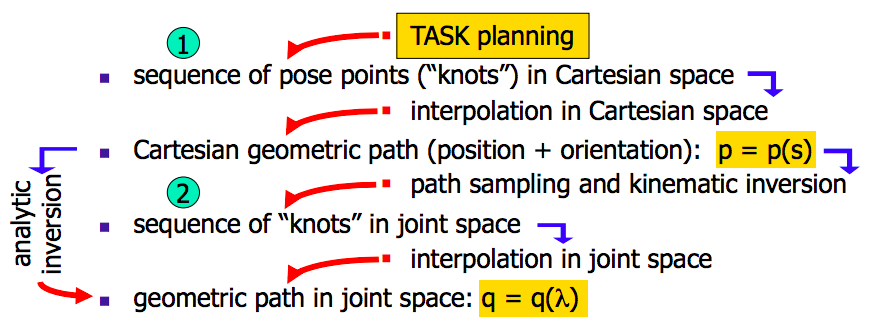 TASK planning
1
sequence of pose points (“knots”) in Cartesian space
interpolation in Cartesian space
Cartesian geometric path (position + orientation): p = p(s)
path sampling and kinematic inversion
2
sequence of “knots” in joint space
interpolation in joint space
geometric path in joint space: q = q(λ)
analytic
inversion